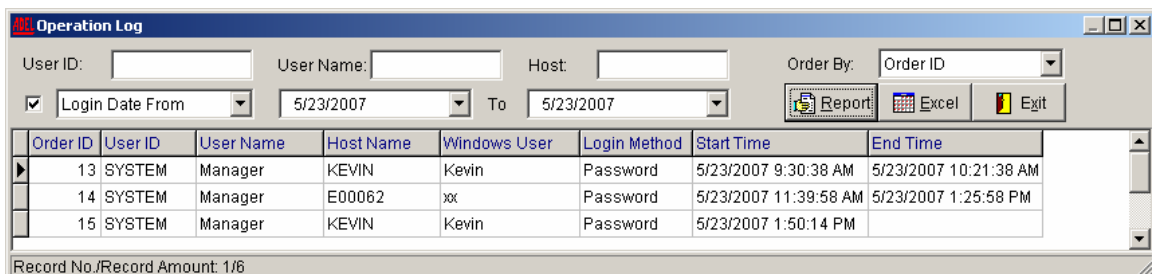 ADEL Operation Log
User ID: User Name: Host: Order By: Order ID
Login Date From 5/23/2007 To 5/23/2007 Report Excel Exit
Order ID User ID User Name Host Name Windows User Login Method Start Time End Time
13 SYSTEM Manager KEVIN Kevin Password 5/23/2007 9:30:38 AM 5/23/2007 10:21:38 AM
14 SYSTEM Manager E00062 xx Password 5/23/2007 11:39:58 AM 5/23/2007 1:25:58 PM
15 SYSTEM Manager KEVIN Kevin Password 5/23/2007 1:50:14 PM
Record No./Record Amount: 1/6